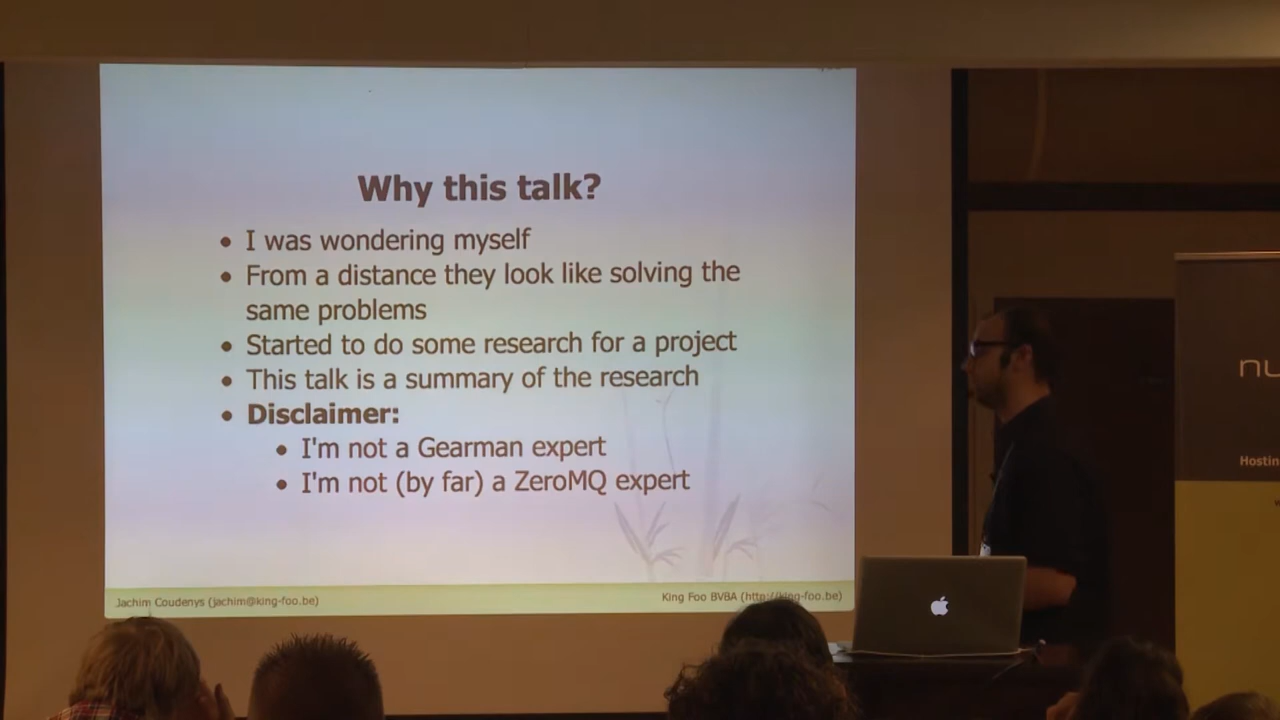 Why this talk?
• I was wondering myself
• From a distance they look like solving the
same problems
• Started to do some research for a project
• This talk is a summary of the research
• Disclaimer:
• I'm not a Gearman expert
• I'm not (by far) a ZeroMQ expert
Jachim Coudenys (jachim@king-foo.be)
King Foo BVBA (http://king-foo.be)
nu
Hostin